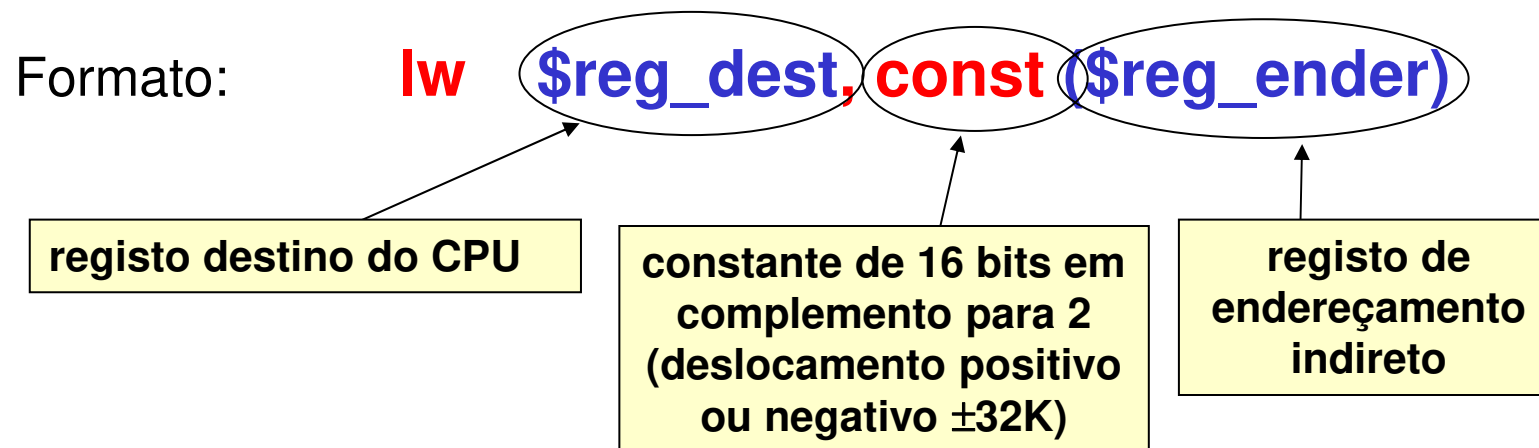 Formato: lw $reg_dest, const ($reg_ender)
registo destino do CPU
constante de 16 bits em
complemento para 2
(deslocamento positivo
ou negativo ±32K)
registo de
endereçamento
indireto